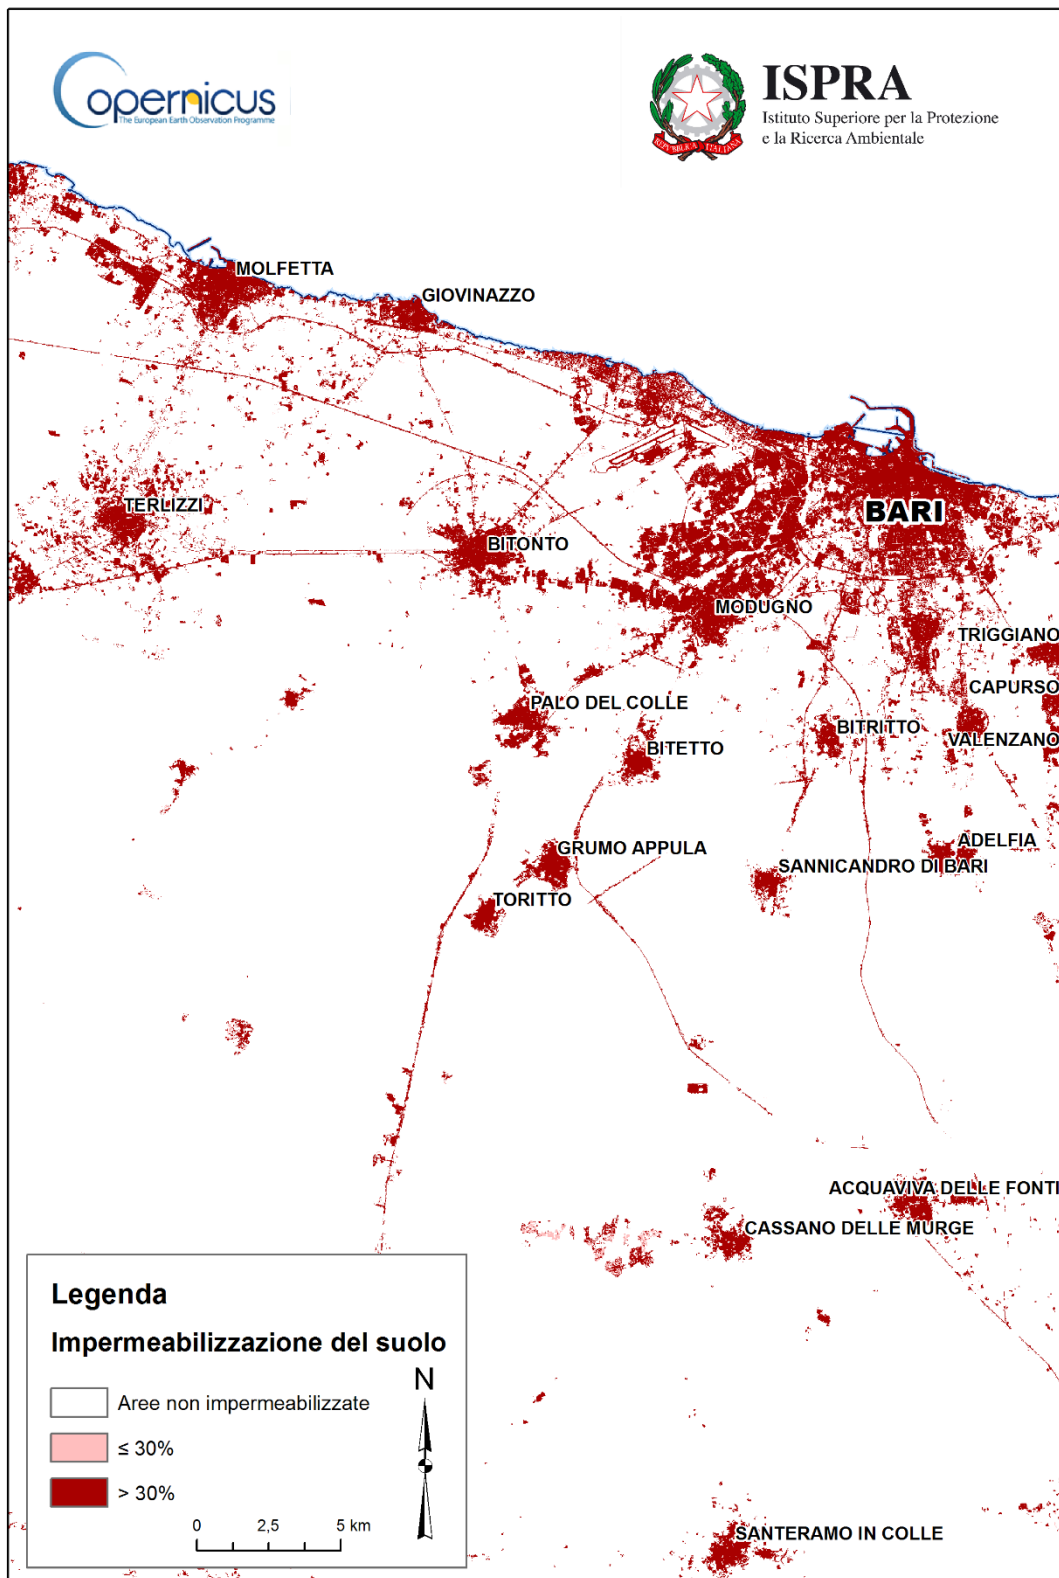 Copernicus
The European Earth Observation Programme
ISPRA
Istituto Superiore per la Protezione
e la Ricerca Ambientale
REPVBBLICA ITALIANA
MOLFETTA
GIOVINAZZO
TERLIZZI
BARI
BITONTO
MODUGNO
TRIGGIANO
CAPURSO
PALO DEL COLLE
BITRITTO
VALENZANO
BITETTO
ADELFIA
GRUMO APPULA
SANNICANDRO DI BARI
TORITTO
ACQUAVIVA DELLE FONTI
CASSANO DELLE MURGE
Legenda
Impermeabilizzazione del suolo
N
Aree non impermeabilizzate
≤ 30%
> 30%
0 2,5 5 km
SANTERAMO IN COLLE